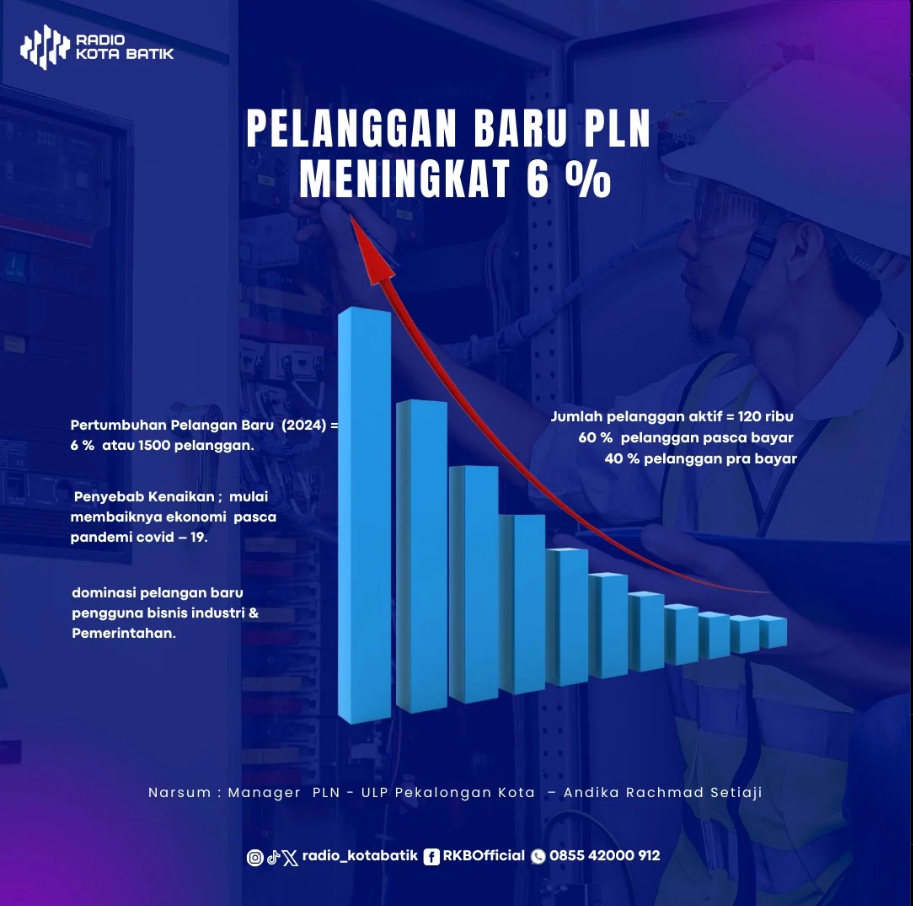 RADIO
KOTA BATIK
PELANGGAN BARU PLN
MENINGKAT 6 %
Pertumbuhan Pelangan Baru (2024) =
6 % atau 1500 pelanggan.
Penyebab Kenaikan ; mulai
membaiknya ekonomi pasca
pandemi covid – 19.
dominasi pelangan baru
pengguna bisnis industri &
Pemerintahan.
Jumlah pelanggan aktif = 120 ribu
60 % pelanggan pasca bayar
40 % pelanggan pra bayar
Narsum : Manager PLN - ULP Pekalongan Kota – Andika Rachmad Setiaji
radio_kotabatik RKBOfficial 0855 42000 912